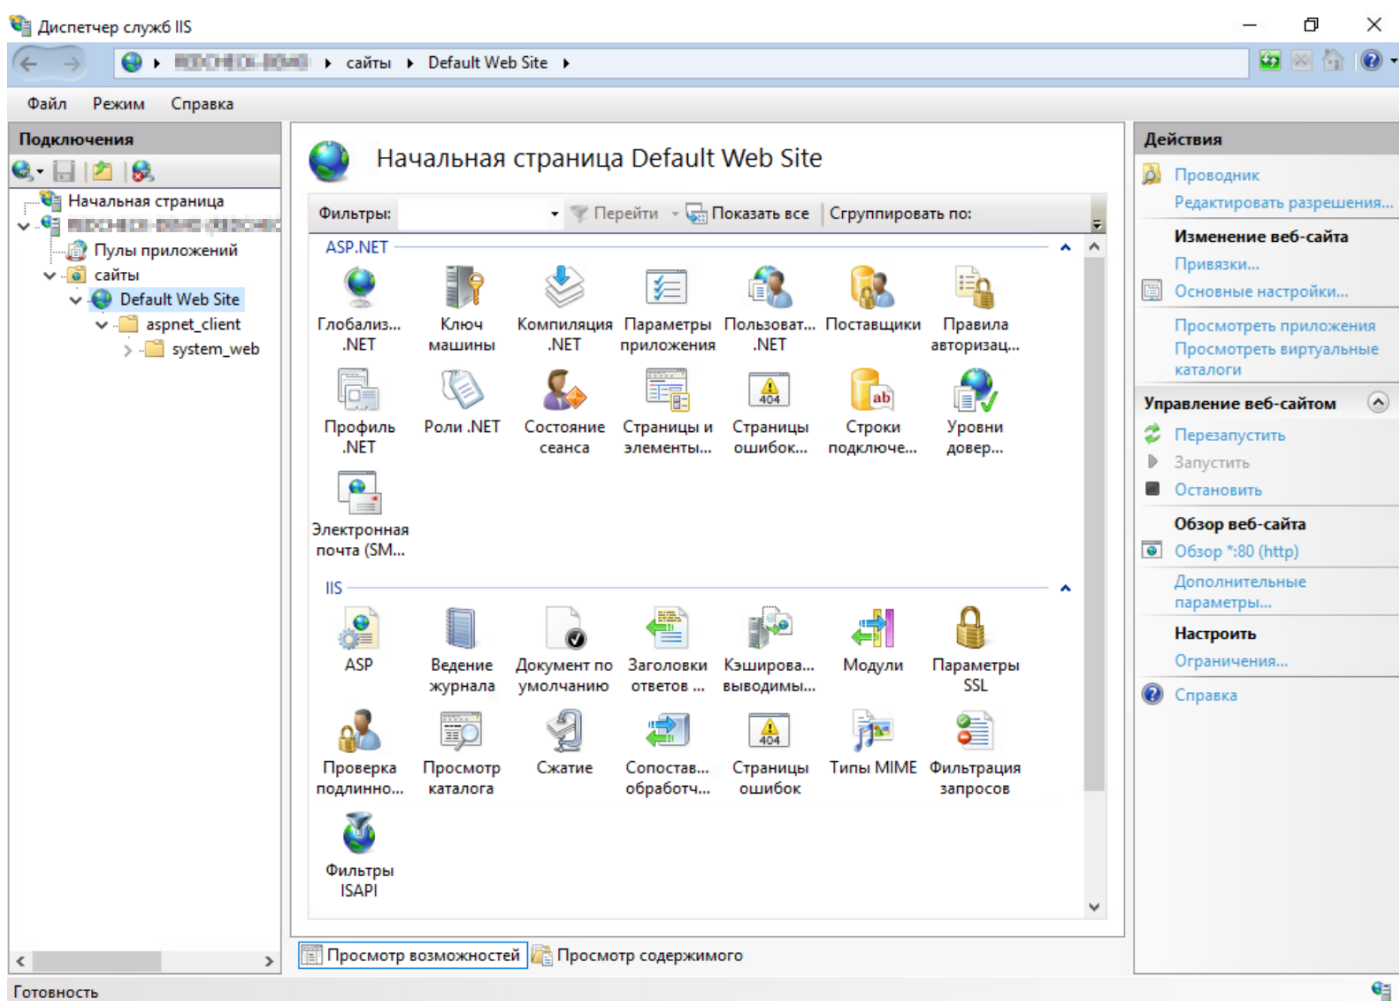 Диспетчер служб IIS
сайты
Default Web Site
Файл Режим Справка
Подключения
Начальная страница
Пулы приложений
сайты
Default Web Site
aspnet_client
system_web
Начальная страница Default Web Site
Фильтры: Перейти Показать все Сгруппировать по:
ASP.NET
Глобализ... Ключ Компиляция Параметры Пользоват... Поставщики Правила
.NET машины .NET приложения .NET авторизац...
Профиль Роли .NET Состояние Страницы и Страницы Строки Уровни
.NET сеанса элементы... ошибок... подключе... довер...
Электронная
почта (SM...
IIS
ASP Ведение Документ по Заголовки Кэширова... Модули Параметры
журнала умолчанию ответов ... выводимы... SSL
Проверка Просмотр Сжатие Сопостав... Страницы Типы MIME Фильтрация
подлинно... каталога обработч... ошибок запросов
Фильтры
ISAPI
Просмотр возможностей Просмотр содержимого
Действия
Проводник
Редактировать разрешения...
Изменение веб-сайта
Привязки...
Основные настройки...
Просмотреть приложения
Просмотреть виртуальные
каталоги
Управление веб-сайтом
Перезапустить
Запустить
Остановить
Обзор веб-сайта
Обзор *:80 (http)
Дополнительные
параметры...
Настроить
Ограничения...
Справка
Готовность